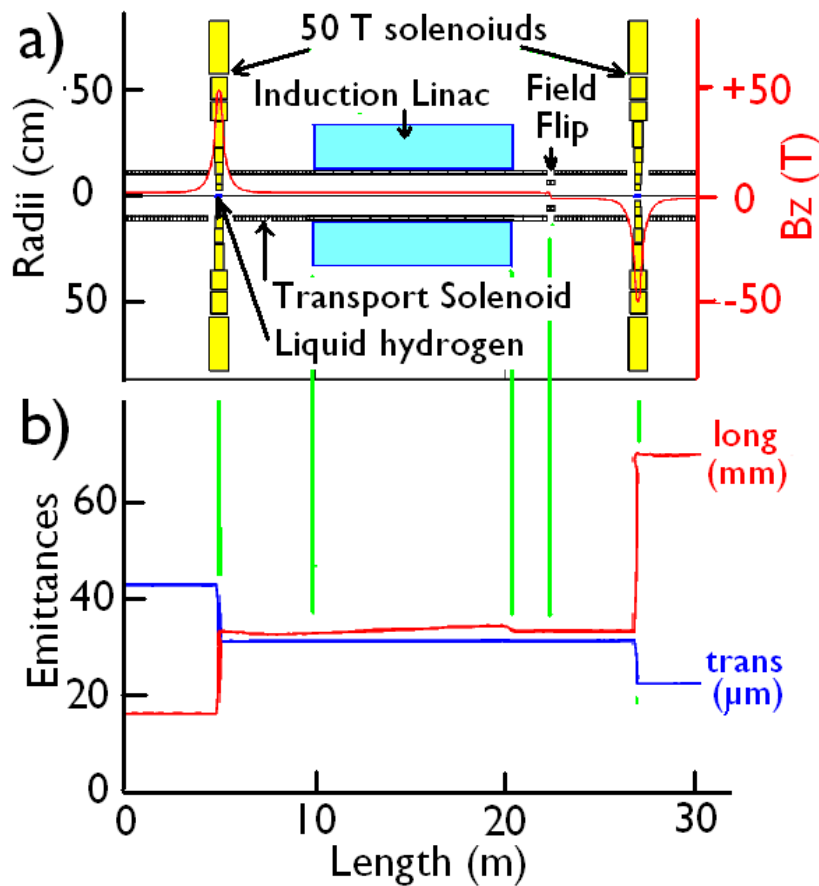 a)
50 T solenoiuds
Induction Linac
Field
Flip
Radii (cm)
50
0
50
+50
0
-50
Bz (T)
Transport Solenoid
Liquid hydrogen
b)
Emittances
60
40
20
0
long
(mm)
trans
(μm)
0
10
20
30
Length (m)